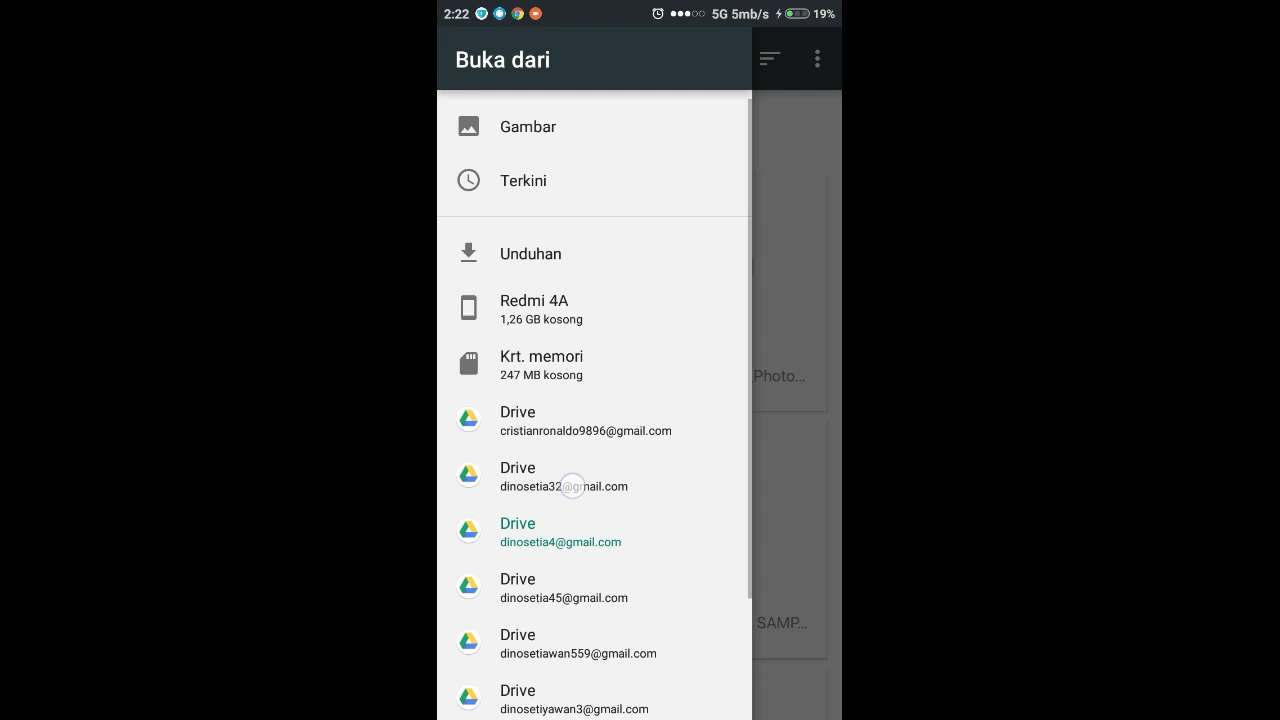 2:22 5G 5mb/s 19%
Buka dari
Gambar
Terkini
Unduhan
Redmi 4A
1,26 GB kosong
Krt. memori
247 MB kosong
Photo...
Drive
cristianronaldo9896@gmail.com
Drive
dinosetia32@gmail.com
Drive
dinosetia4@gmail.com
Drive
dinosetia45@gmail.com
SAMP...
Drive
dinosetiawan559@gmail.com
Drive
dinosetiyawan3@gmail.com